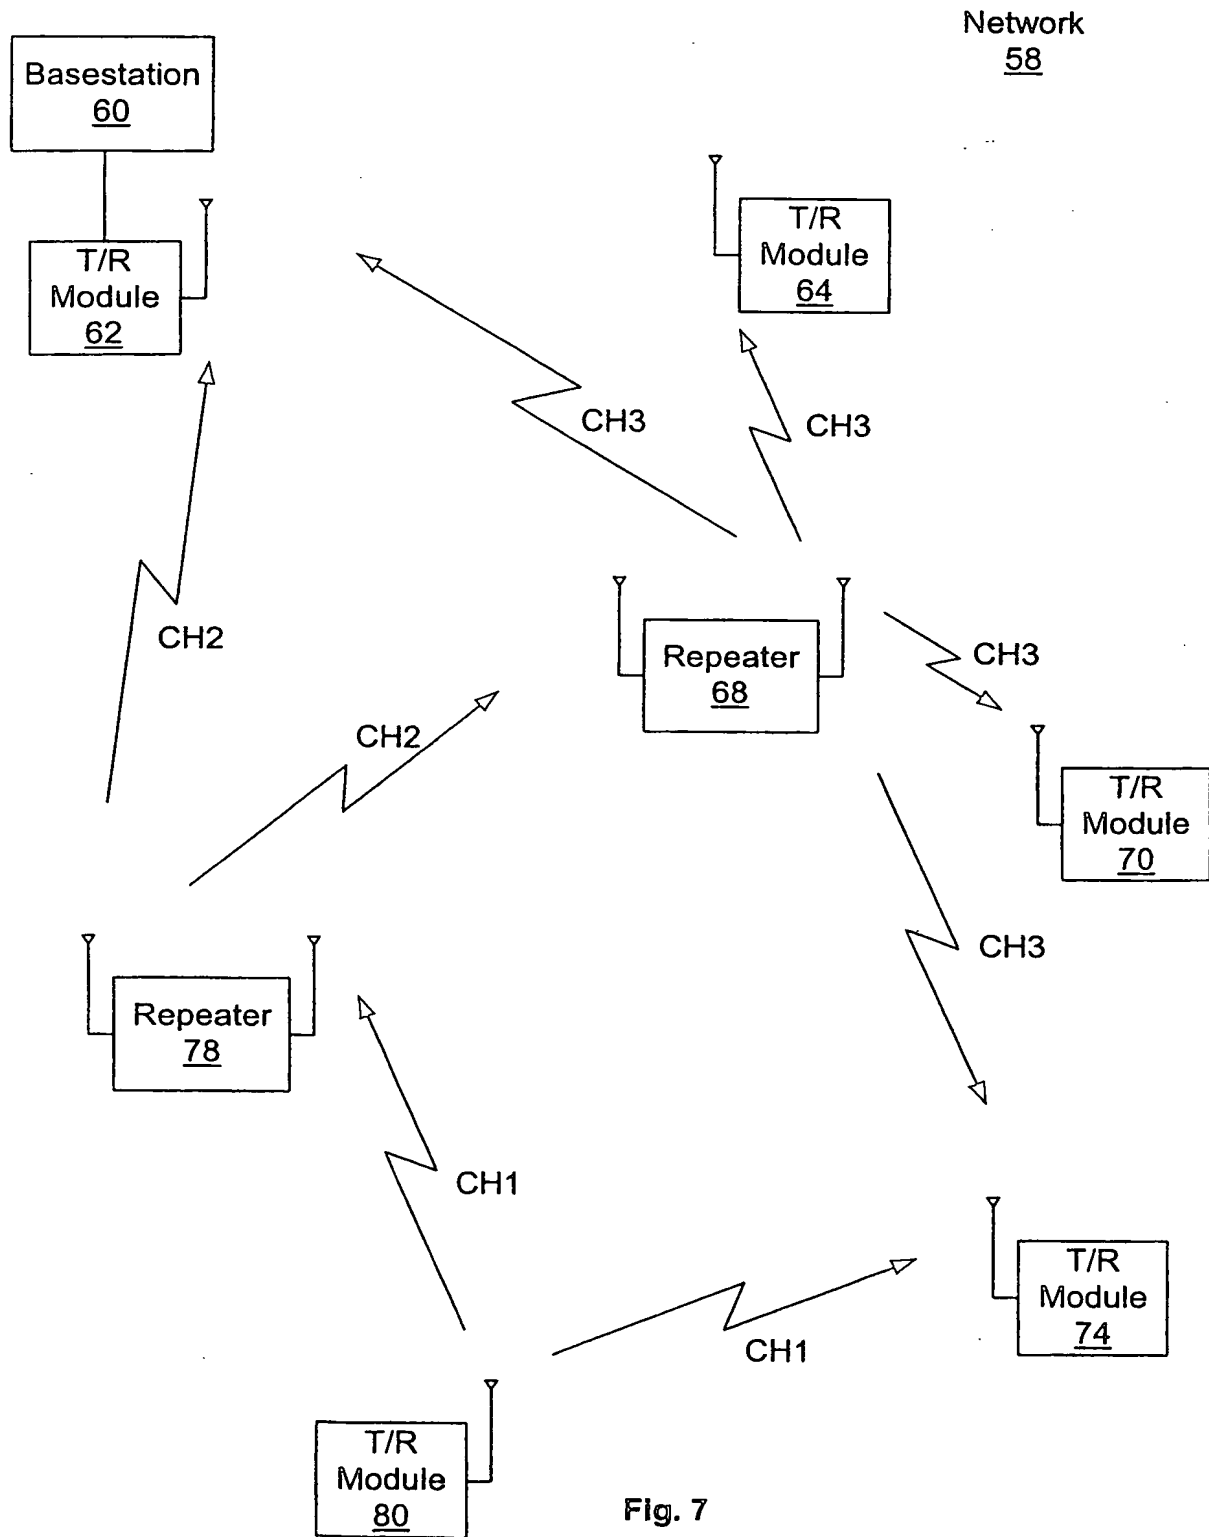 Network
58
Basestation
60
T/R
Module
62
T/R
Module
64
CH3
CH3
CH2
Repeater
68
CH3
CH2
T/R
Module
70
CH3
Repeater
78
CH1
T/R
Module
74
CH1
T/R
Module
80
Fig. 7